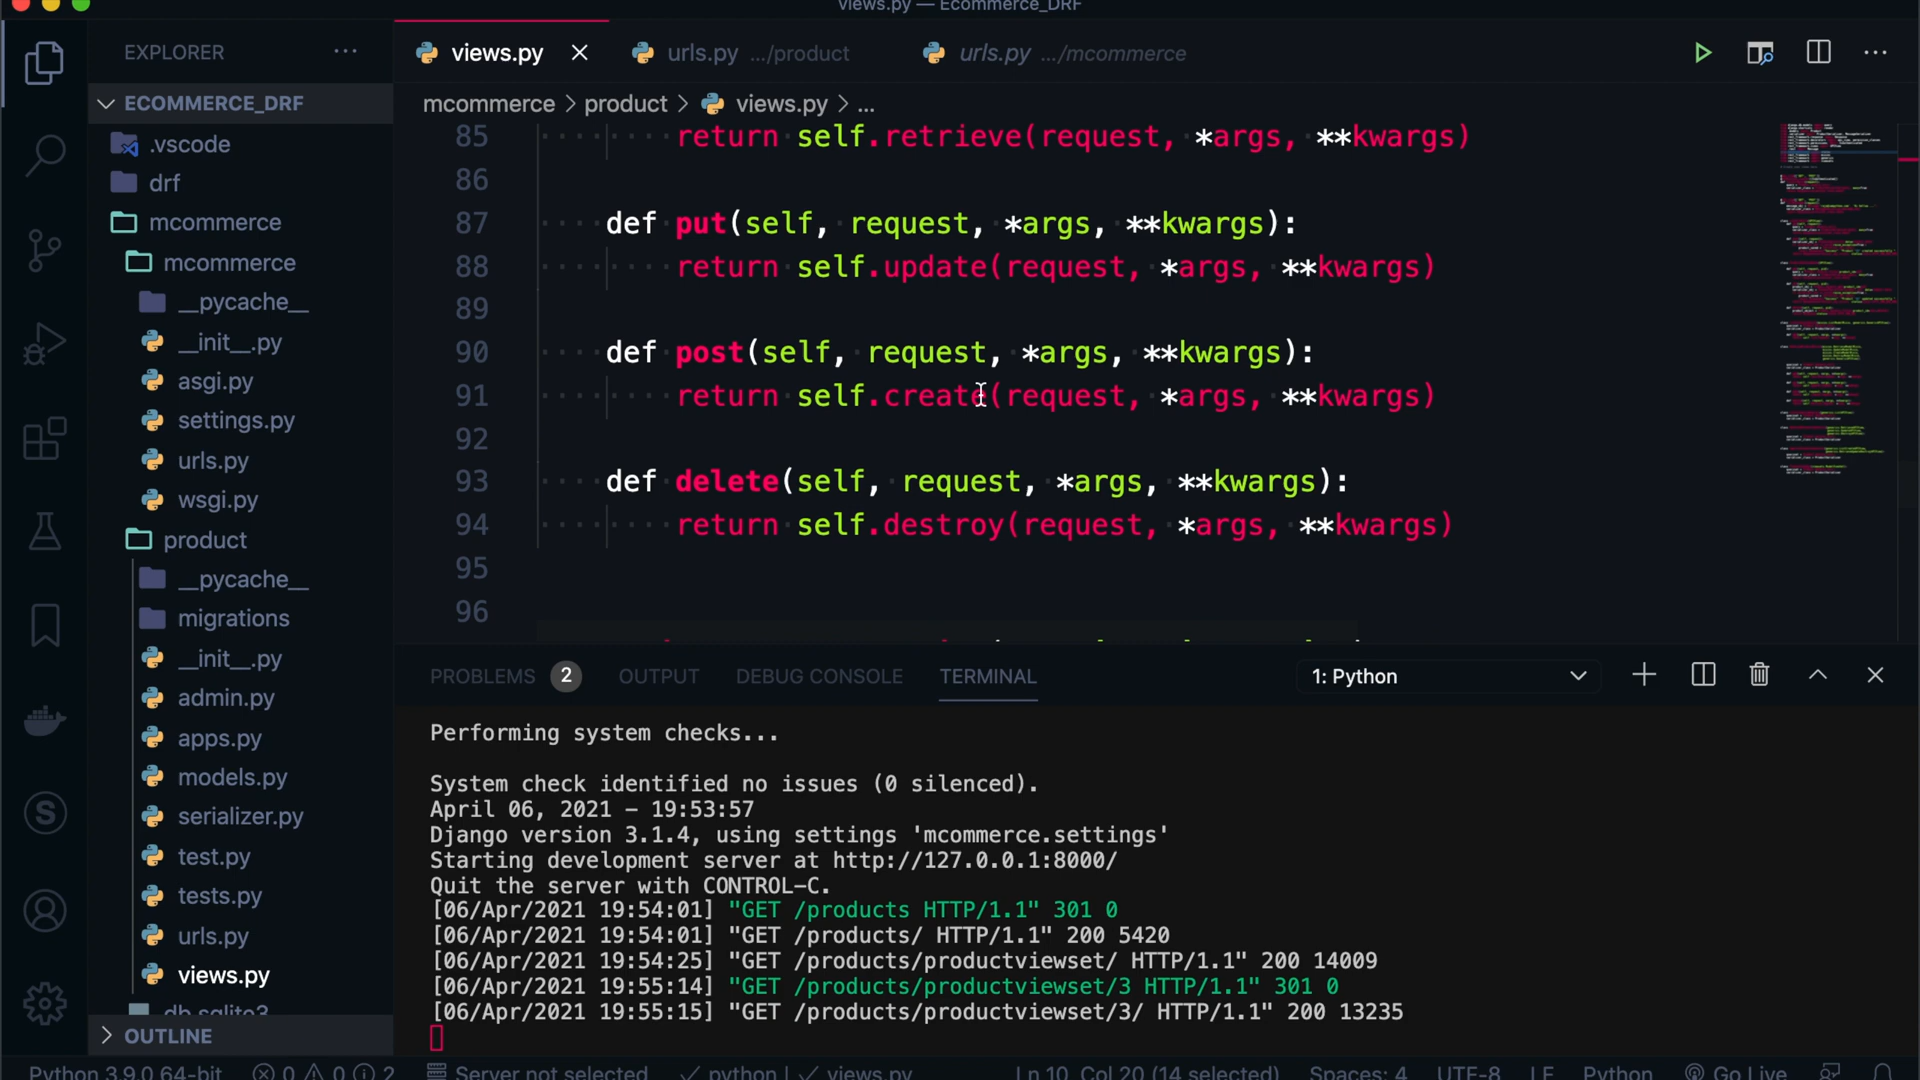 views.py — Ecommerce_DRF
EXPLORER
ECOMMERCE_DRF
.vscode
drf
mcommerce
mcommerce
__pycache__
__init__.py
asgi.py
settings.py
urls.py
wsgi.py
product
__pycache__
migrations
__init__.py
admin.py
apps.py
models.py
serializer.py
test.py
tests.py
urls.py
views.py
db.sqlite3
OUTLINE
views.py
urls.py .../product
urls.py .../mcommerce
mcommerce > product > views.py > ...
85 return self.retrieve(request, *args, **kwargs)
86
87 def put(self, request, *args, **kwargs):
88 return self.update(request, *args, **kwargs)
89
90 def post(self, request, *args, **kwargs):
91 return self.create(request, *args, **kwargs)
92
93 def delete(self, request, *args, **kwargs):
94 return self.destroy(request, *args, **kwargs)
95
96
PROBLEMS 2 OUTPUT DEBUG CONSOLE TERMINAL 1: Python
Performing system checks...
System check identified no issues (0 silenced).
April 06, 2021 - 19:53:57
Django version 3.1.4, using settings 'mcommerce.settings'
Starting development server at http://127.0.0.1:8000/
Quit the server with CONTROL-C.
[06/Apr/2021 19:54:01] "GET /products HTTP/1.1" 301 0
[06/Apr/2021 19:54:01] "GET /products/ HTTP/1.1" 200 5420
[06/Apr/2021 19:54:25] "GET /products/productviewset/ HTTP/1.1" 200 14009
[06/Apr/2021 19:55:14] "GET /products/productviewset/3 HTTP/1.1" 301 0
[06/Apr/2021 19:55:15] "GET /products/productviewset/3/ HTTP/1.1" 200 13235
Python 3.9.0 64-bit 0 0 2 Server not selected ✓ python | ✓ views.py Ln 10, Col 20 (14 selected) Spaces: 4 UTF-8 LF Python Go Live